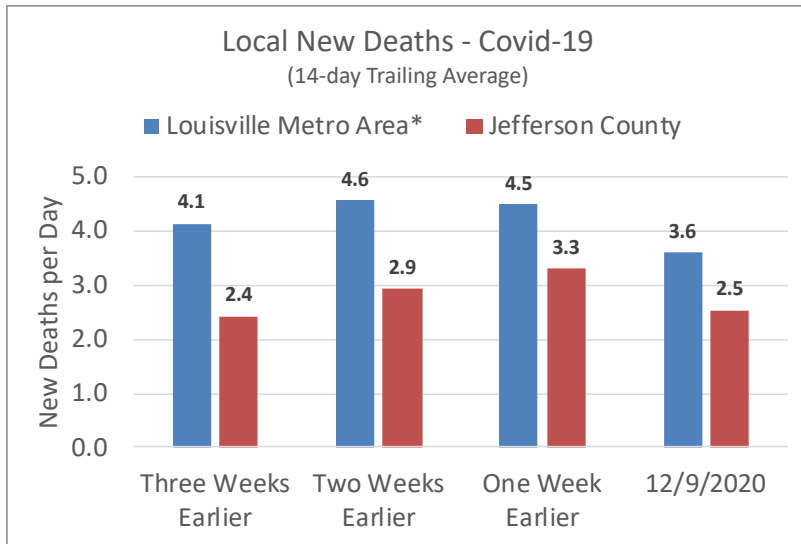 Local New Deaths - Covid-19
(14-day Trailing Average)
Louisville Metro Area* Jefferson County
New Deaths per Day
5.0
4.0
3.0
2.0
1.0
0.0
4.1
2.4
4.6
2.9
4.5
3.3
3.6
2.5
Three Weeks
Earlier
Two Weeks
Earlier
One Week
Earlier
12/9/2020